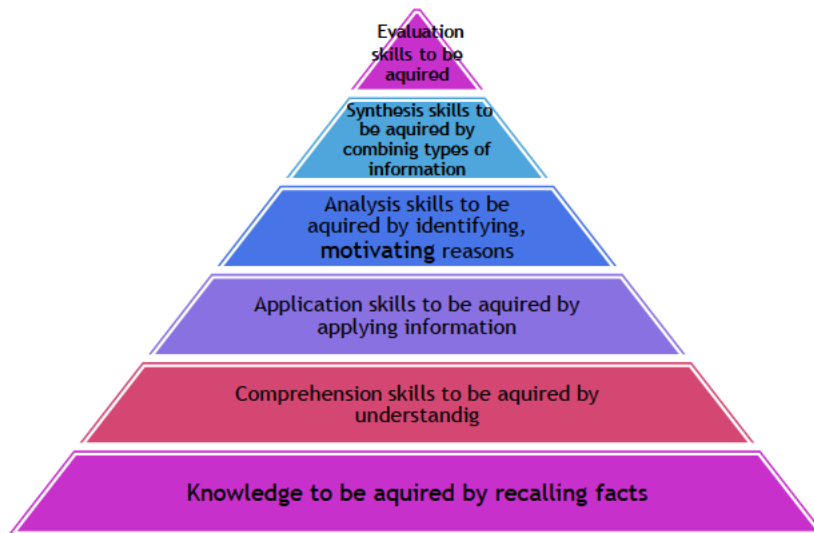 Evaluation
skills to be
aquired
Synthesis skills to
be aquired by
combinig types of
information
Analysis skills to be
aquired by identifying,
motivating reasons
Application skills to be aquired by
applying information
Comprehension skills to be aquired by
understandig
Knowledge to be aquired by recalling facts